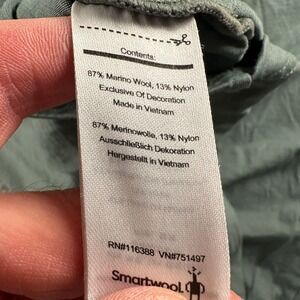 Contents:
87% Merino Wool, 13% Nylon
Exclusive Of Decoration
Made in Vietnam
87% Merinowolle, 13% Nylon
Ausschließlich Dekoration
Hergestellt in Vietnam
RN#116388 VN#751497
Smartwool